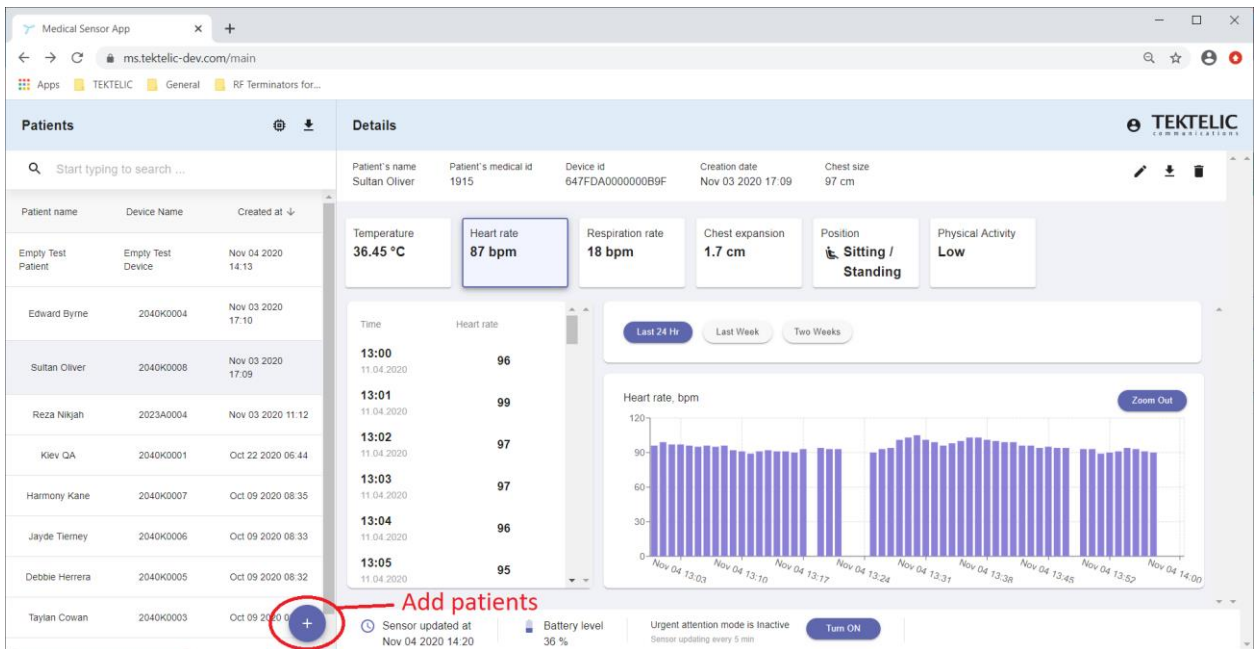 Medical Sensor App
ms.tektelic-dev.com/main
Apps TEKTELIC General RF Terminators for...
Patients
Start typing to search ...
Patient name Device Name Created at
Empty Test Patient Empty Test Device Nov 04 2020 14:13
Edward Byrne 2040K0004 Nov 03 2020 17:10
Sultan Oliver 2040K0008 Nov 03 2020 17:09
Reza Nikjah 2023A0004 Nov 03 2020 11:12
Kiev QA 2040K0001 Oct 22 2020 06:44
Harmony Kane 2040K0007 Oct 09 2020 08:35
Jayde Tierney 2040K0006 Oct 09 2020 08:33
Debbie Herrera 2040K0005 Oct 09 2020 08:32
Taylan Cowan 2040K0003 Oct 09 2020
+
Add patients
Details
TEKTELIC
communications
Patient`s name Patient`s medical id Device id Creation date Chest size
Sultan Oliver 1915 647FDA0000000B9F Nov 03 2020 17:09 97 cm
Temperature
36.45 °C
Heart rate
87 bpm
Respiration rate
18 bpm
Chest expansion
1.7 cm
Position
Sitting /
Standing
Physical Activity
Low
Time Heart rate
13:00 96
11.04.2020
13:01 99
11.04.2020
13:02 97
11.04.2020
13:03 97
11.04.2020
13:04 96
11.04.2020
13:05 95
11.04.2020
Last 24 Hr Last Week Two Weeks
Heart rate, bpm
Zoom Out
120
90
60
30
0
Nov 04 13:03 Nov 04 13:10 Nov 04 13:17 Nov 04 13:24 Nov 04 13:31 Nov 04 13:38 Nov 04 13:45 Nov 04 13:52 Nov 04 14:00
Sensor updated at
Nov 04 2020 14:20
Battery level
36 %
Urgent attention mode is Inactive
Sensor updating every 5 min
Turn ON